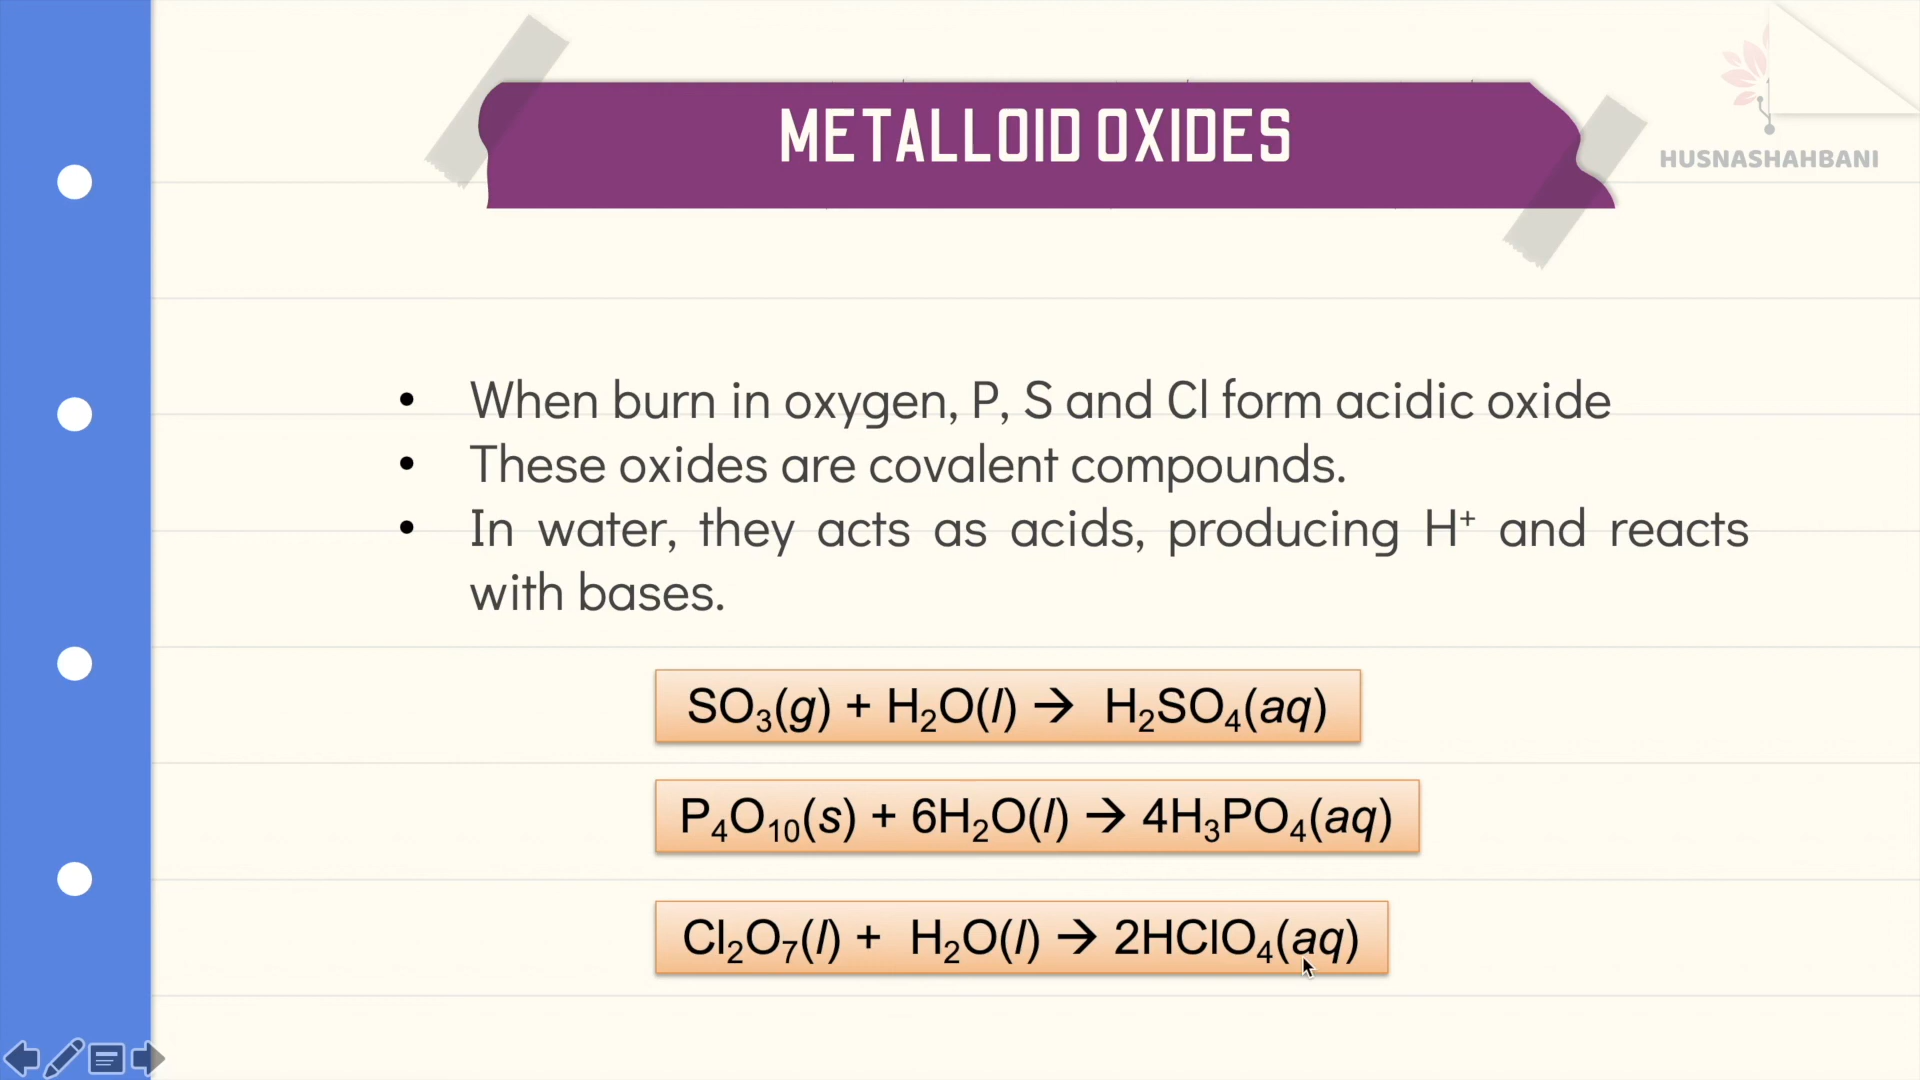 METALLOID OXIDES
HUSNASHAHBANI
• When burn in oxygen, P, S and Cl form acidic oxide
• These oxides are covalent compounds.
• In water, they acts as acids, producing H⁺ and reacts
with bases.
SO₃(g) + H₂O(l) → H₂SO₄(aq)
P₄O₁₀(s) + 6H₂O(l) → 4H₃PO₄(aq)
Cl₂O₇(l) + H₂O(l) → 2HClO₄(aq)